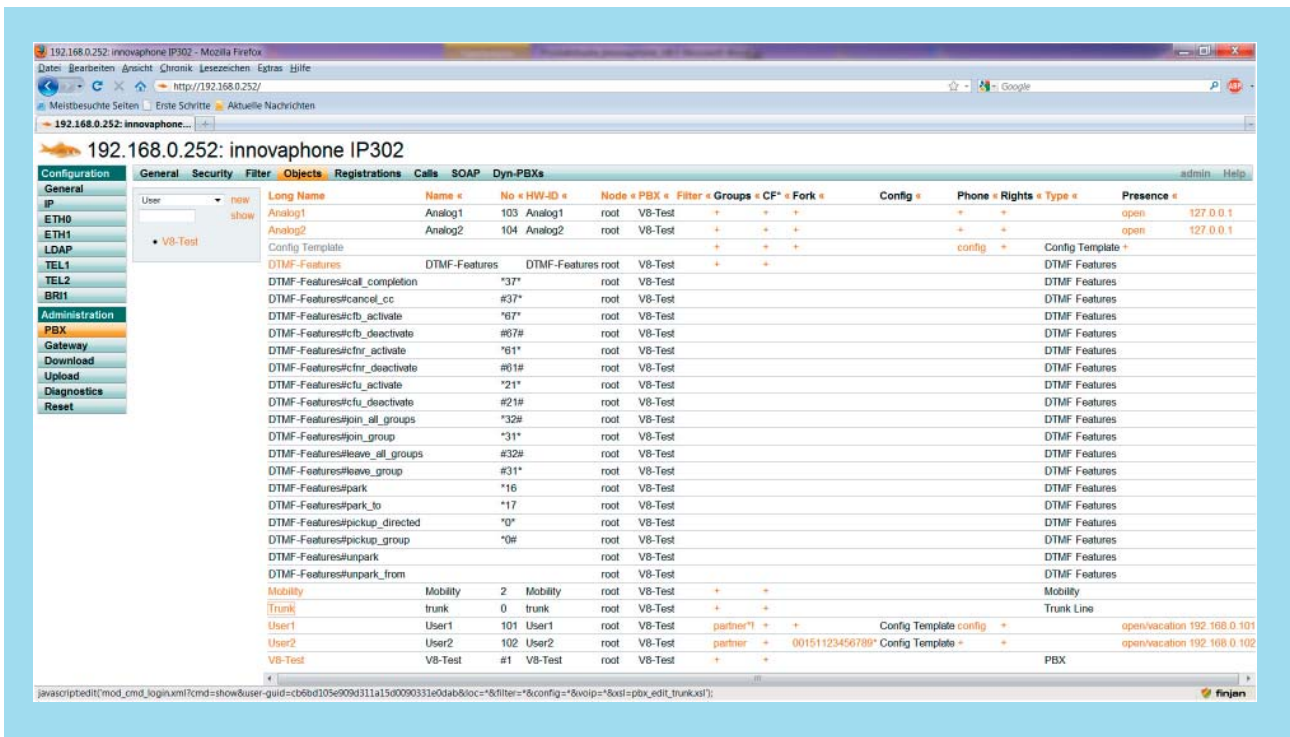 192.168.0.252: innovaphone IP302 - Mozilla Firefox
Datei Bearbeiten Ansicht Chronik Lesezeichen Extras Hilfe
http://192.168.0.252/ Google ABP
Meistbesuchte Seiten Erste Schritte Aktuelle Nachrichten
192.168.0.252: innovaphone... +
192.168.0.252: innovaphone IP302
Configuration General Security Filter Objects Registrations Calls SOAP Dyn-PBXs admin Help
General
IP
ETH0
ETH1
LDAP
TEL1
TEL2
BRI1
Administration
PBX
Gateway
Download
Upload
Diagnostics
Reset
User new
show
• V8-Test
Long Name Name « No « HW-ID « Node « PBX « Filter « Groups « CF* « Fork « Config « Phone « Rights « Type « Presence «
Analog1 Analog1 103 Analog1 root V8-Test + + + + + open 127.0.0.1
Analog2 Analog2 104 Analog2 root V8-Test + + + + + open 127.0.0.1
Config Template + + + config + Config Template +
DTMF-Features DTMF-Features DTMF-Features root V8-Test + + DTMF Features
DTMF-Features#call_completion *37* root V8-Test DTMF Features
DTMF-Features#cancel_cc #37* root V8-Test DTMF Features
DTMF-Features#cfb_activate *67* root V8-Test DTMF Features
DTMF-Features#cfb_deactivate #67# root V8-Test DTMF Features
DTMF-Features#cfnr_activate *61* root V8-Test DTMF Features
DTMF-Features#cfnr_deactivate #61# root V8-Test DTMF Features
DTMF-Features#cfu_activate *21* root V8-Test DTMF Features
DTMF-Features#cfu_deactivate #21# root V8-Test DTMF Features
DTMF-Features#join_all_groups *32# root V8-Test DTMF Features
DTMF-Features#join_group *31* root V8-Test DTMF Features
DTMF-Features#leave_all_groups #32# root V8-Test DTMF Features
DTMF-Features#leave_group #31* root V8-Test DTMF Features
DTMF-Features#park *16 root V8-Test DTMF Features
DTMF-Features#park_to *17 root V8-Test DTMF Features
DTMF-Features#pickup_directed *0* root V8-Test DTMF Features
DTMF-Features#pickup_group *0# root V8-Test DTMF Features
DTMF-Features#unpark root V8-Test DTMF Features
DTMF-Features#unpark_from root V8-Test DTMF Features
Mobility Mobility 2 Mobility root V8-Test + + Mobility
Trunk trunk 0 trunk root V8-Test + + Trunk Line
User1 User1 101 User1 root V8-Test partner*! + + Config Template config + open/vacation 192.168.0.101
User2 User2 102 User2 root V8-Test partner + 00151123456789* Config Template + + open/vacation 192.168.0.102
V8-Test V8-Test #1 V8-Test root V8-Test + + PBX
javascript:edit('mod_cmd_login.xml?cmd=show&user-guid=cb6bd105e909d311a15d0090331e0dab&loc=*&filter=*&config=*&voip=*&xsl=pbx_edit_trunk.xsl'); finjan